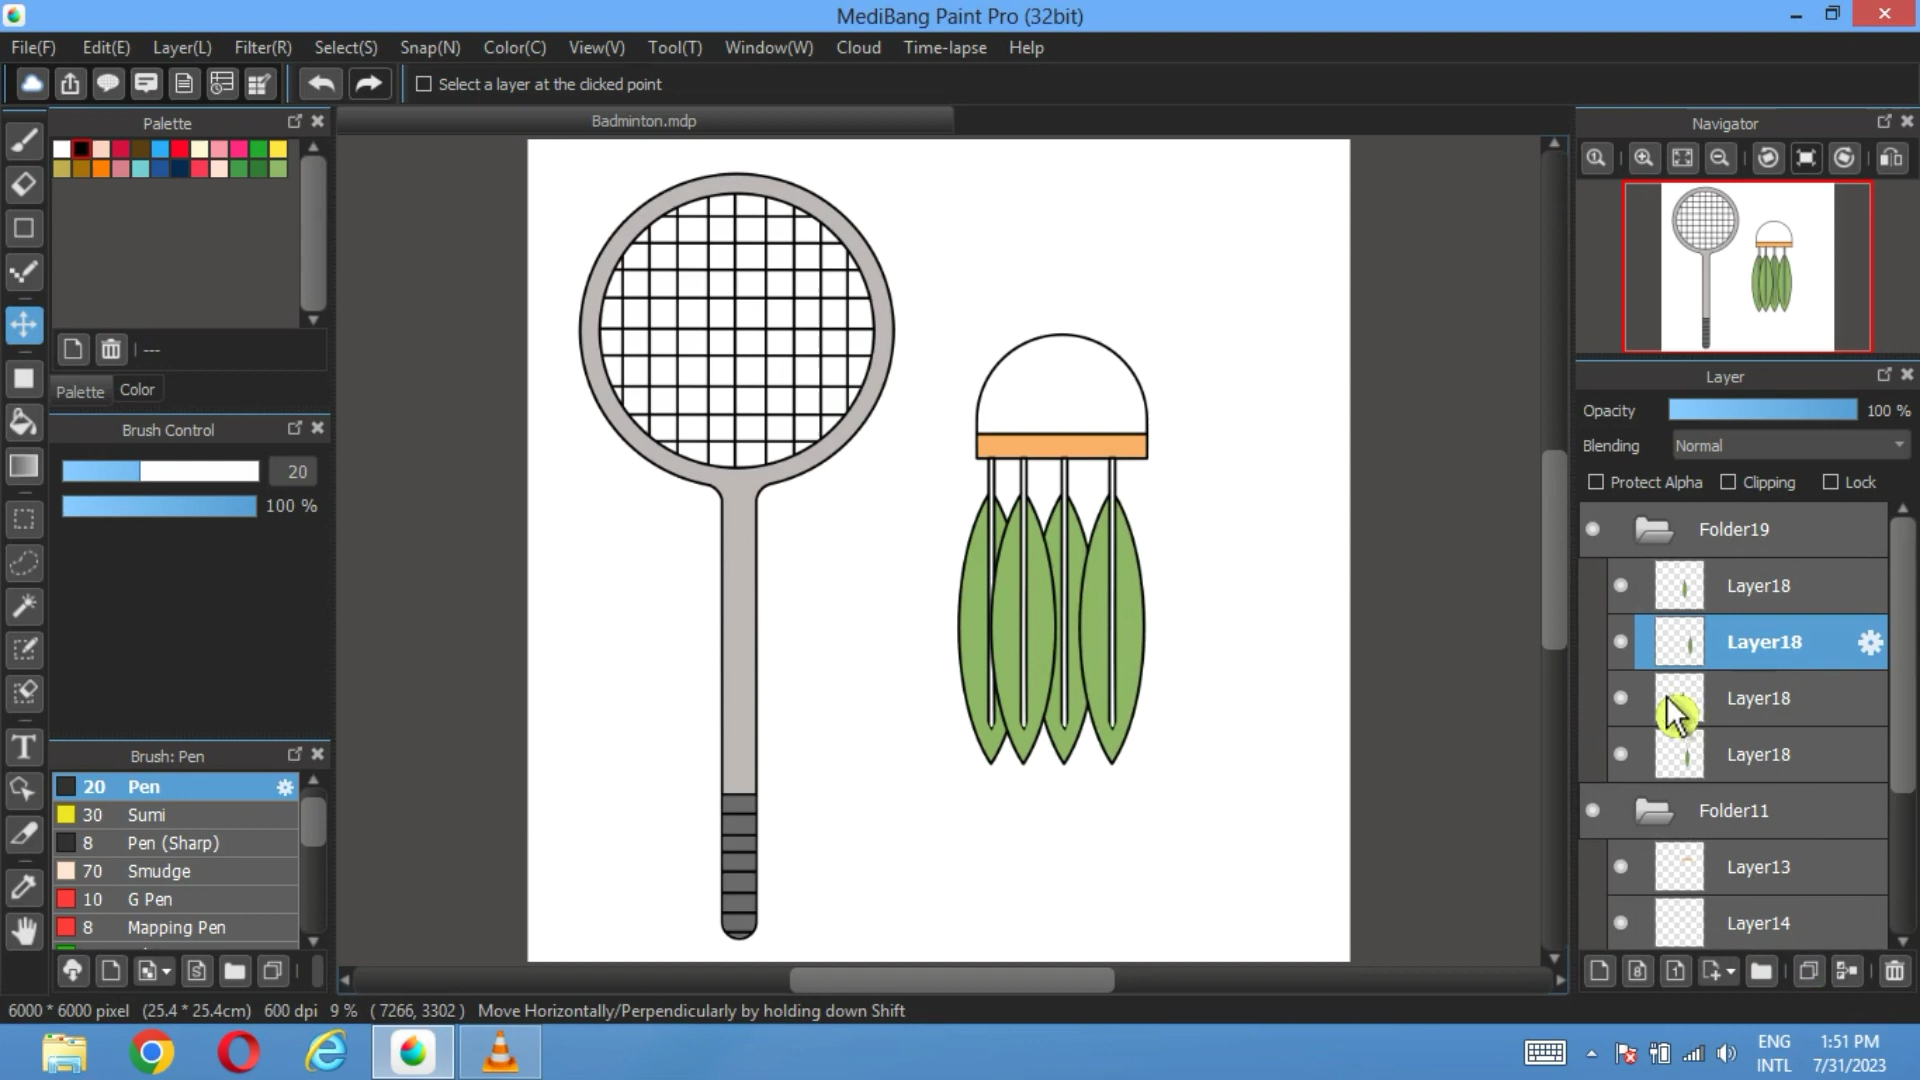 MediBang Paint Pro (32bit)
File(F) Edit(E) Layer(L) Filter(R) Select(S) Snap(N) Color(C) View(V) Tool(T) Window(W) Cloud Time-lapse Help
Select a layer at the clicked point
Palette
Badminton.mdp
Navigator
---
Palette Color
Layer
Opacity 100 %
Brush Control
Blending Normal
20
Protect Alpha Clipping Lock
100 %
Folder19
Layer18
Layer18
Layer18
Layer18
Brush: Pen
20 Pen
30 Sumi
8 Pen (Sharp)
70 Smudge
10 G Pen
8 Mapping Pen
Folder11
Layer13
Layer14
6000 * 6000 pixel (25.4 * 25.4cm) 600 dpi 9 % ( 7266, 3302 ) Move Horizontally/Perpendicularly by holding down Shift
ENG 1:51 PM
INTL 7/31/2023